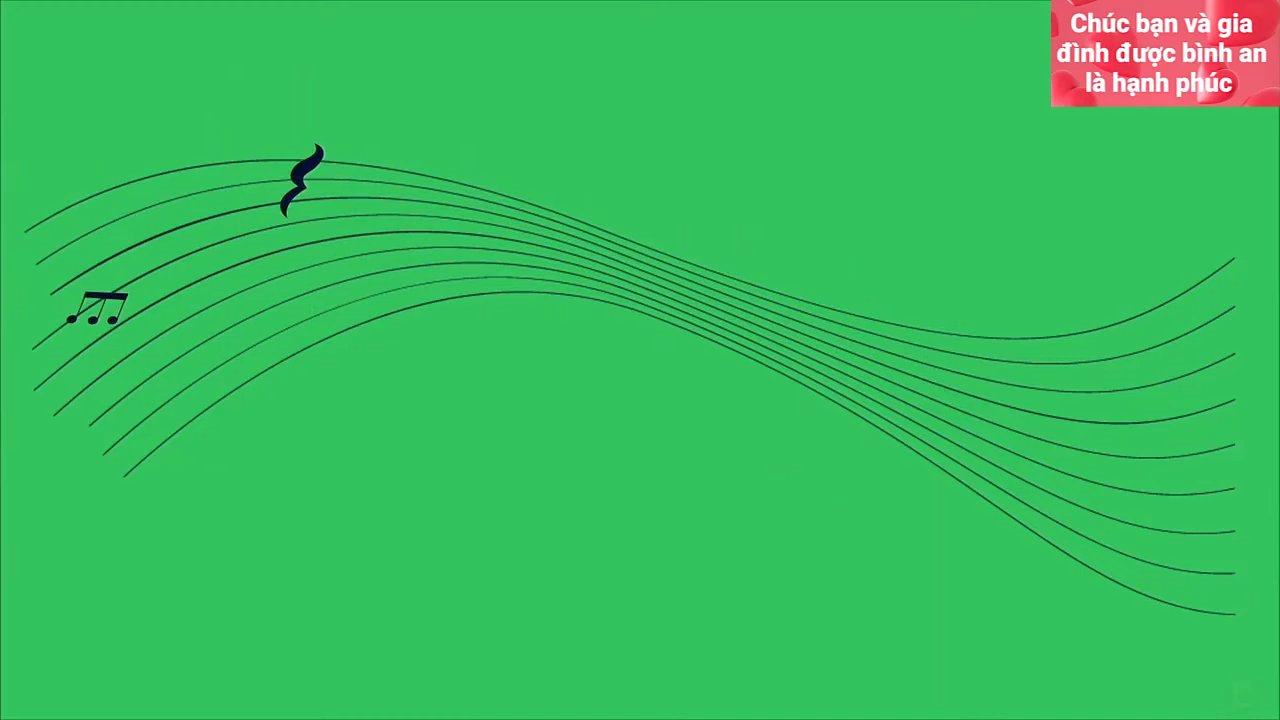 Chúc bạn và gia
đình được bình an
là hạnh phúc